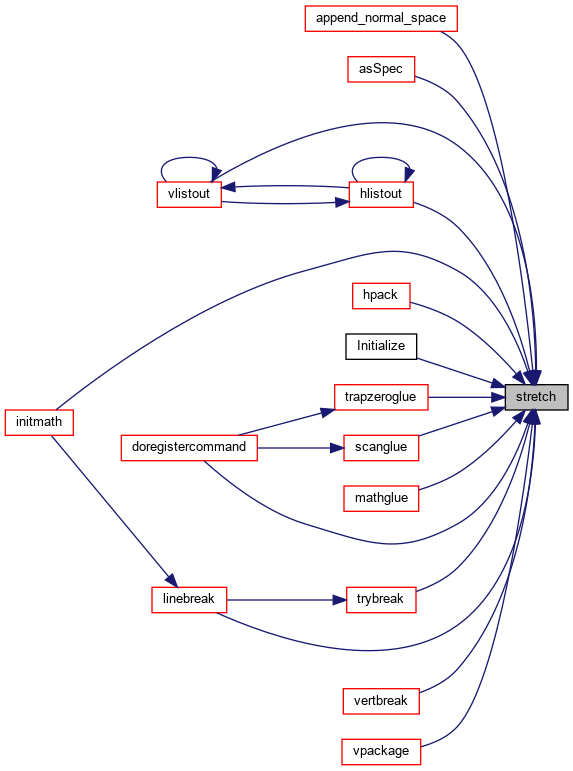 append_normal_space
asSpec
vlistout
hlistout
hpack
Initialize
stretch
trapzeroglue
initmath
doregistercommand
scanglue
mathglue
linebreak
trybreak
vertbreak
vpackage